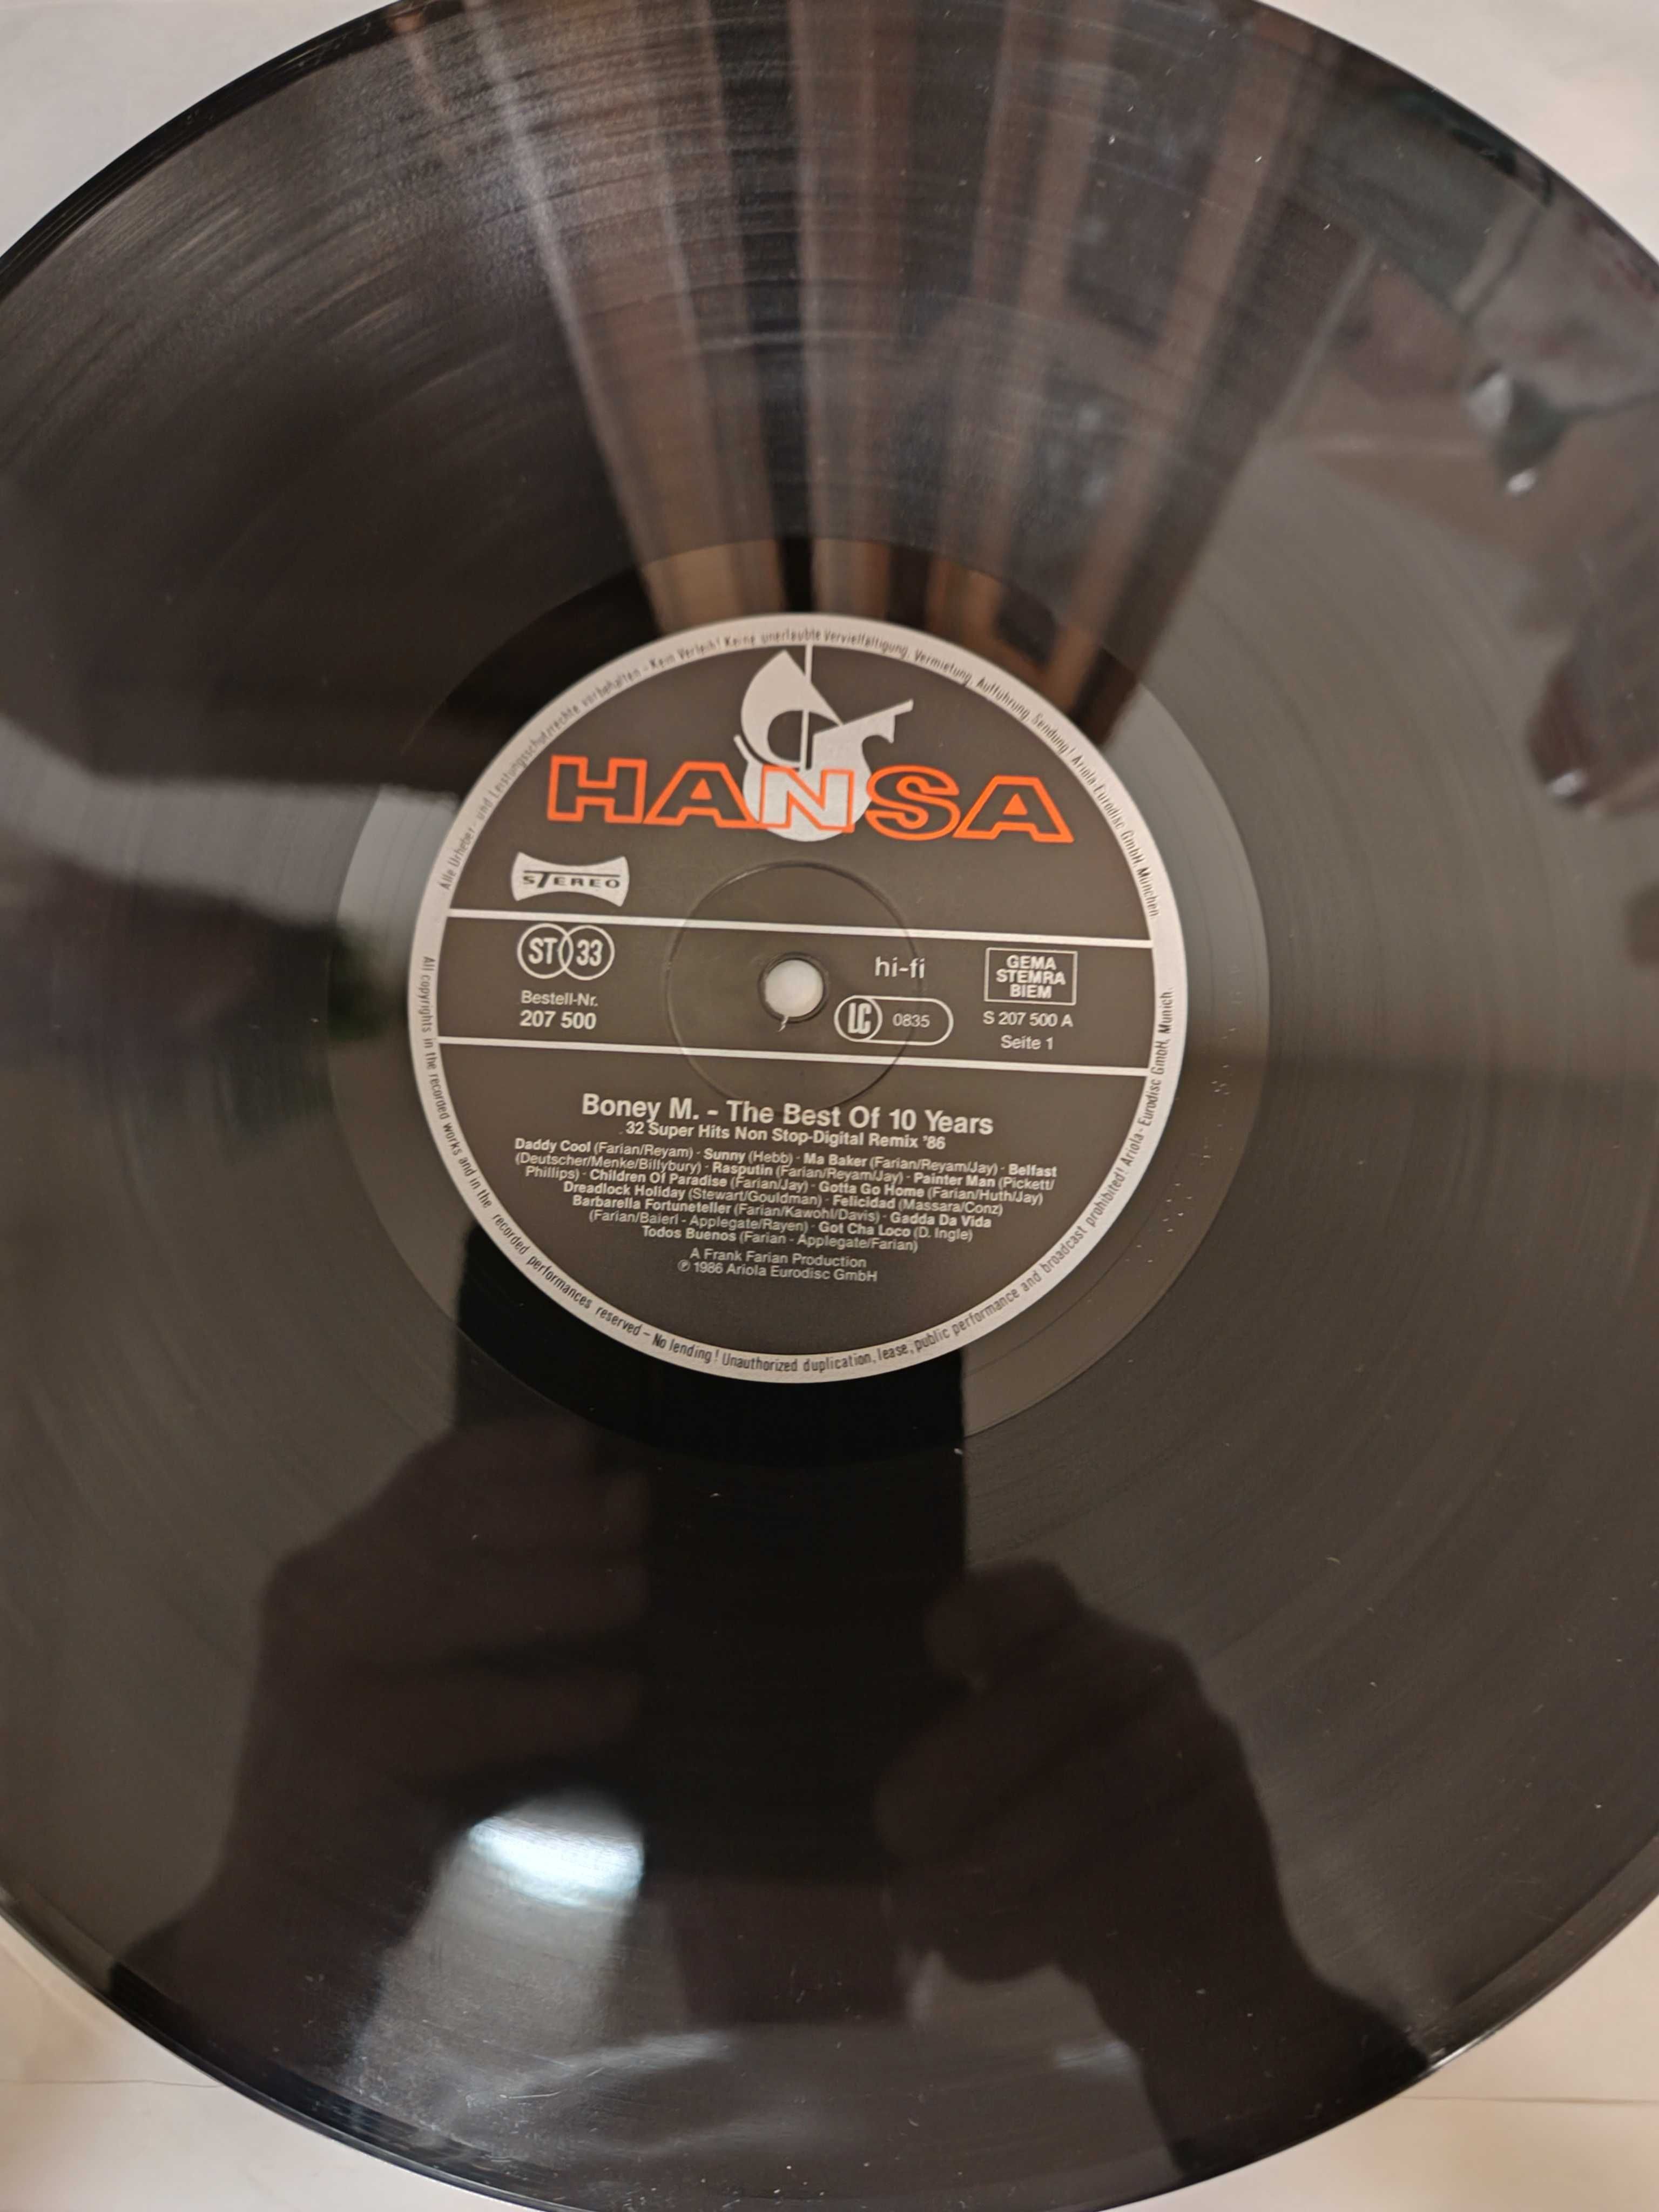 Alle Urheber- und Leistungsschutzrechte vorbehalten - Kein Verleih! Keine unerlaubte Vervielfältigung, Vermietung, Aufführung, Sendung! Ariola-Eurodisc GmbH, München
HANSA
STEREO
ST 33
hi-fi
GEMA
STEMRA
BIEM
Bestell-Nr.
207 500
LC 0835
S 207 500 A
Seite 1
Boney M. - The Best Of 10 Years
32 Super Hits Non Stop-Digital Remix '86
Daddy Cool (Farian/Reyam) · Sunny (Hebb) · Ma Baker (Farian/Reyam/Jay) · Belfast
(Deutscher/Menke/Billybury) · Rasputin (Farian/Reyam/Jay) · Painter Man (Pickett/
Phillips) · Children Of Paradise (Farian/Jay) · Gotta Go Home (Farian/Huth/Jay)
Dreadlock Holiday (Stewart/Gouldman) · Felicidad (Massara/Conz)
Barbarella Fortuneteller (Farian/Kawohl/Davis) · Gadda Da Vida
(Farian/Baierl - Applegate/Rayen) · Got Cha Loco (D. Ingle)
Todos Buenos (Farian - Applegate/Farian)
A Frank Farian Production
℗ 1986 Ariola Eurodisc GmbH
All copyrights in the recorded works and in the recorded performances reserved – No lending! Unauthorized duplication, lease, public performance and broadcast prohibited! Ariola-Eurodisc GmbH, Munich.